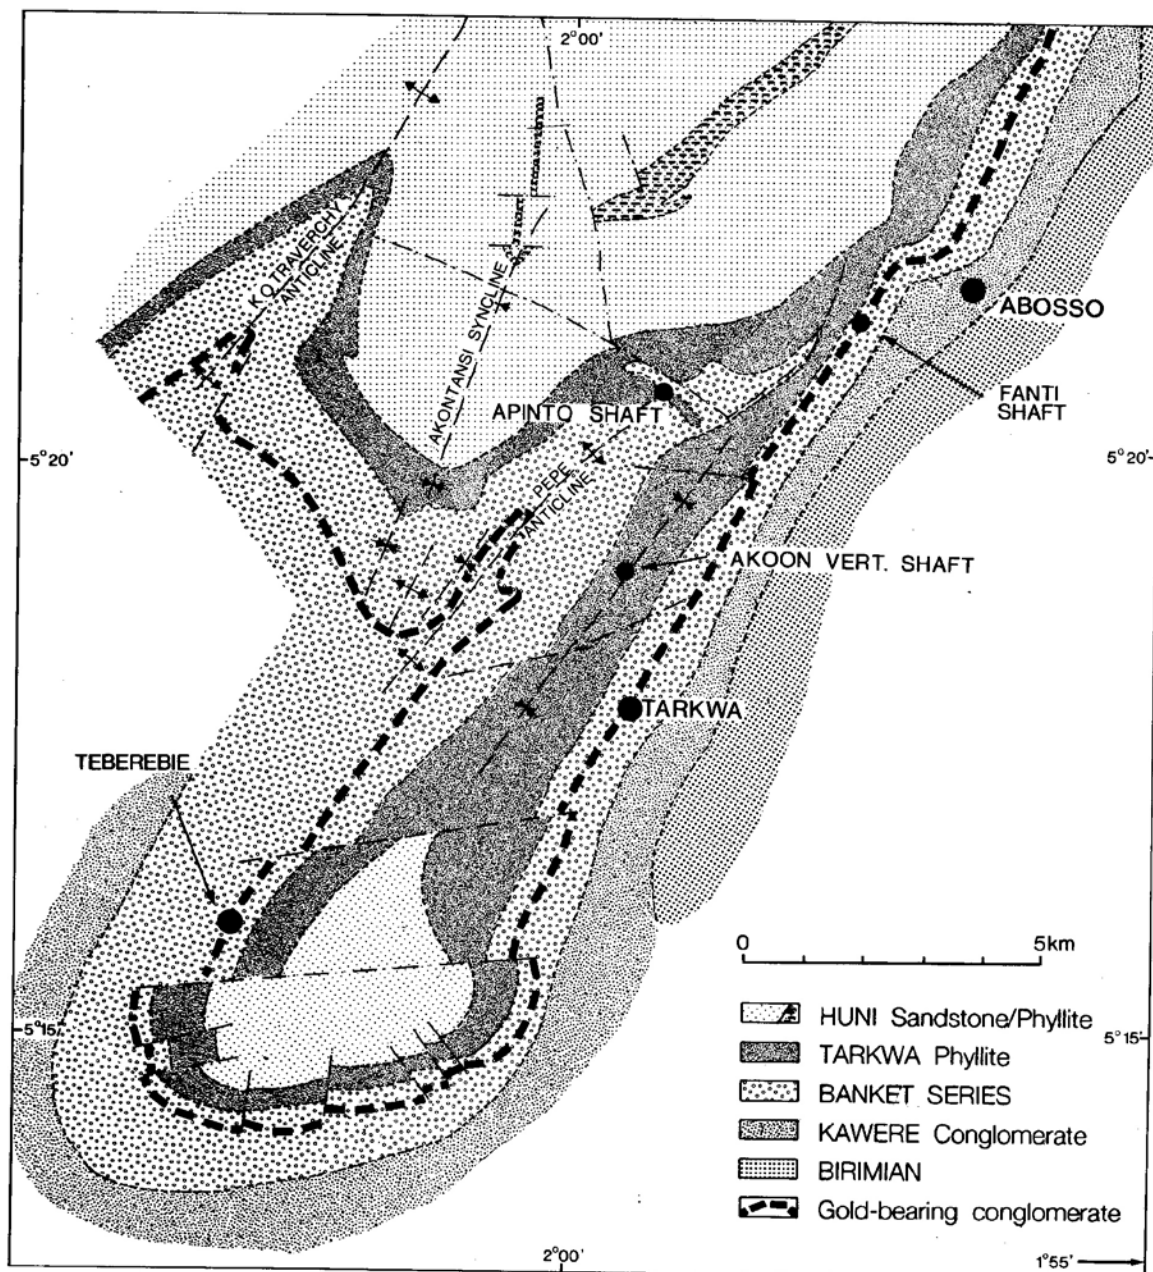 2°00'
KOTRAVERCHY
ANTICLINE
AKONTANSI SYNCLINE
ABOSSO
FANTI
SHAFT
APINTO SHAFT
5°20'
5°20'
PEPE
ANTICLINE
AKOON VERT. SHAFT
TARKWA
TEBEREBIE
0 5km
5°15'
5°15'
HUNI Sandstone/Phyllite
TARKWA Phyllite
BANKET SERIES
KAWERE Conglomerate
BIRIMIAN
Gold-bearing conglomerate
2°00'
1°55'